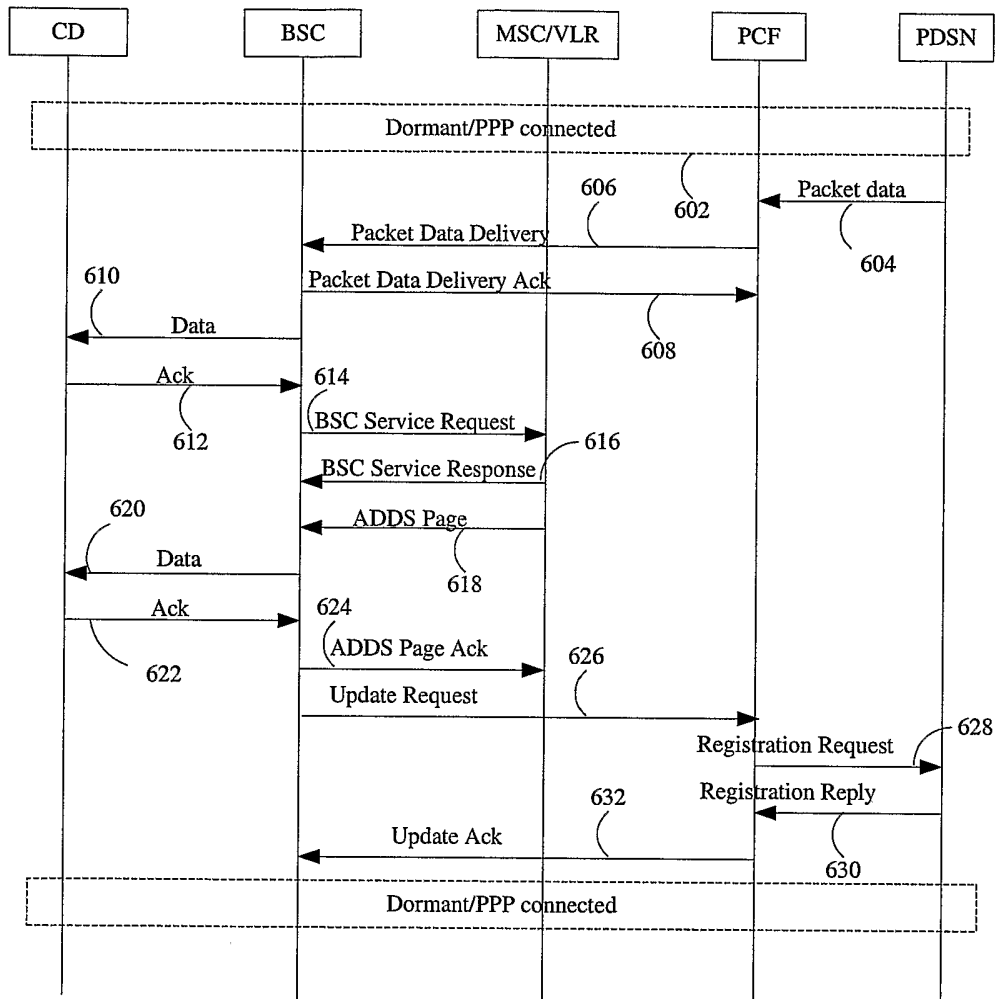 CD BSC MSC/VLR PCF PDSN
Dormant/PPP connected
602
Packet data
604
606
Packet Data Delivery
Packet Data Delivery Ack
608
610
Data
Ack
612
614
BSC Service Request
616
BSC Service Response
ADDS Page
618
620
Data
Ack
622
624
ADDS Page Ack
626
Update Request
628
Registration Request
Registration Reply
630
632
Update Ack
Dormant/PPP connected